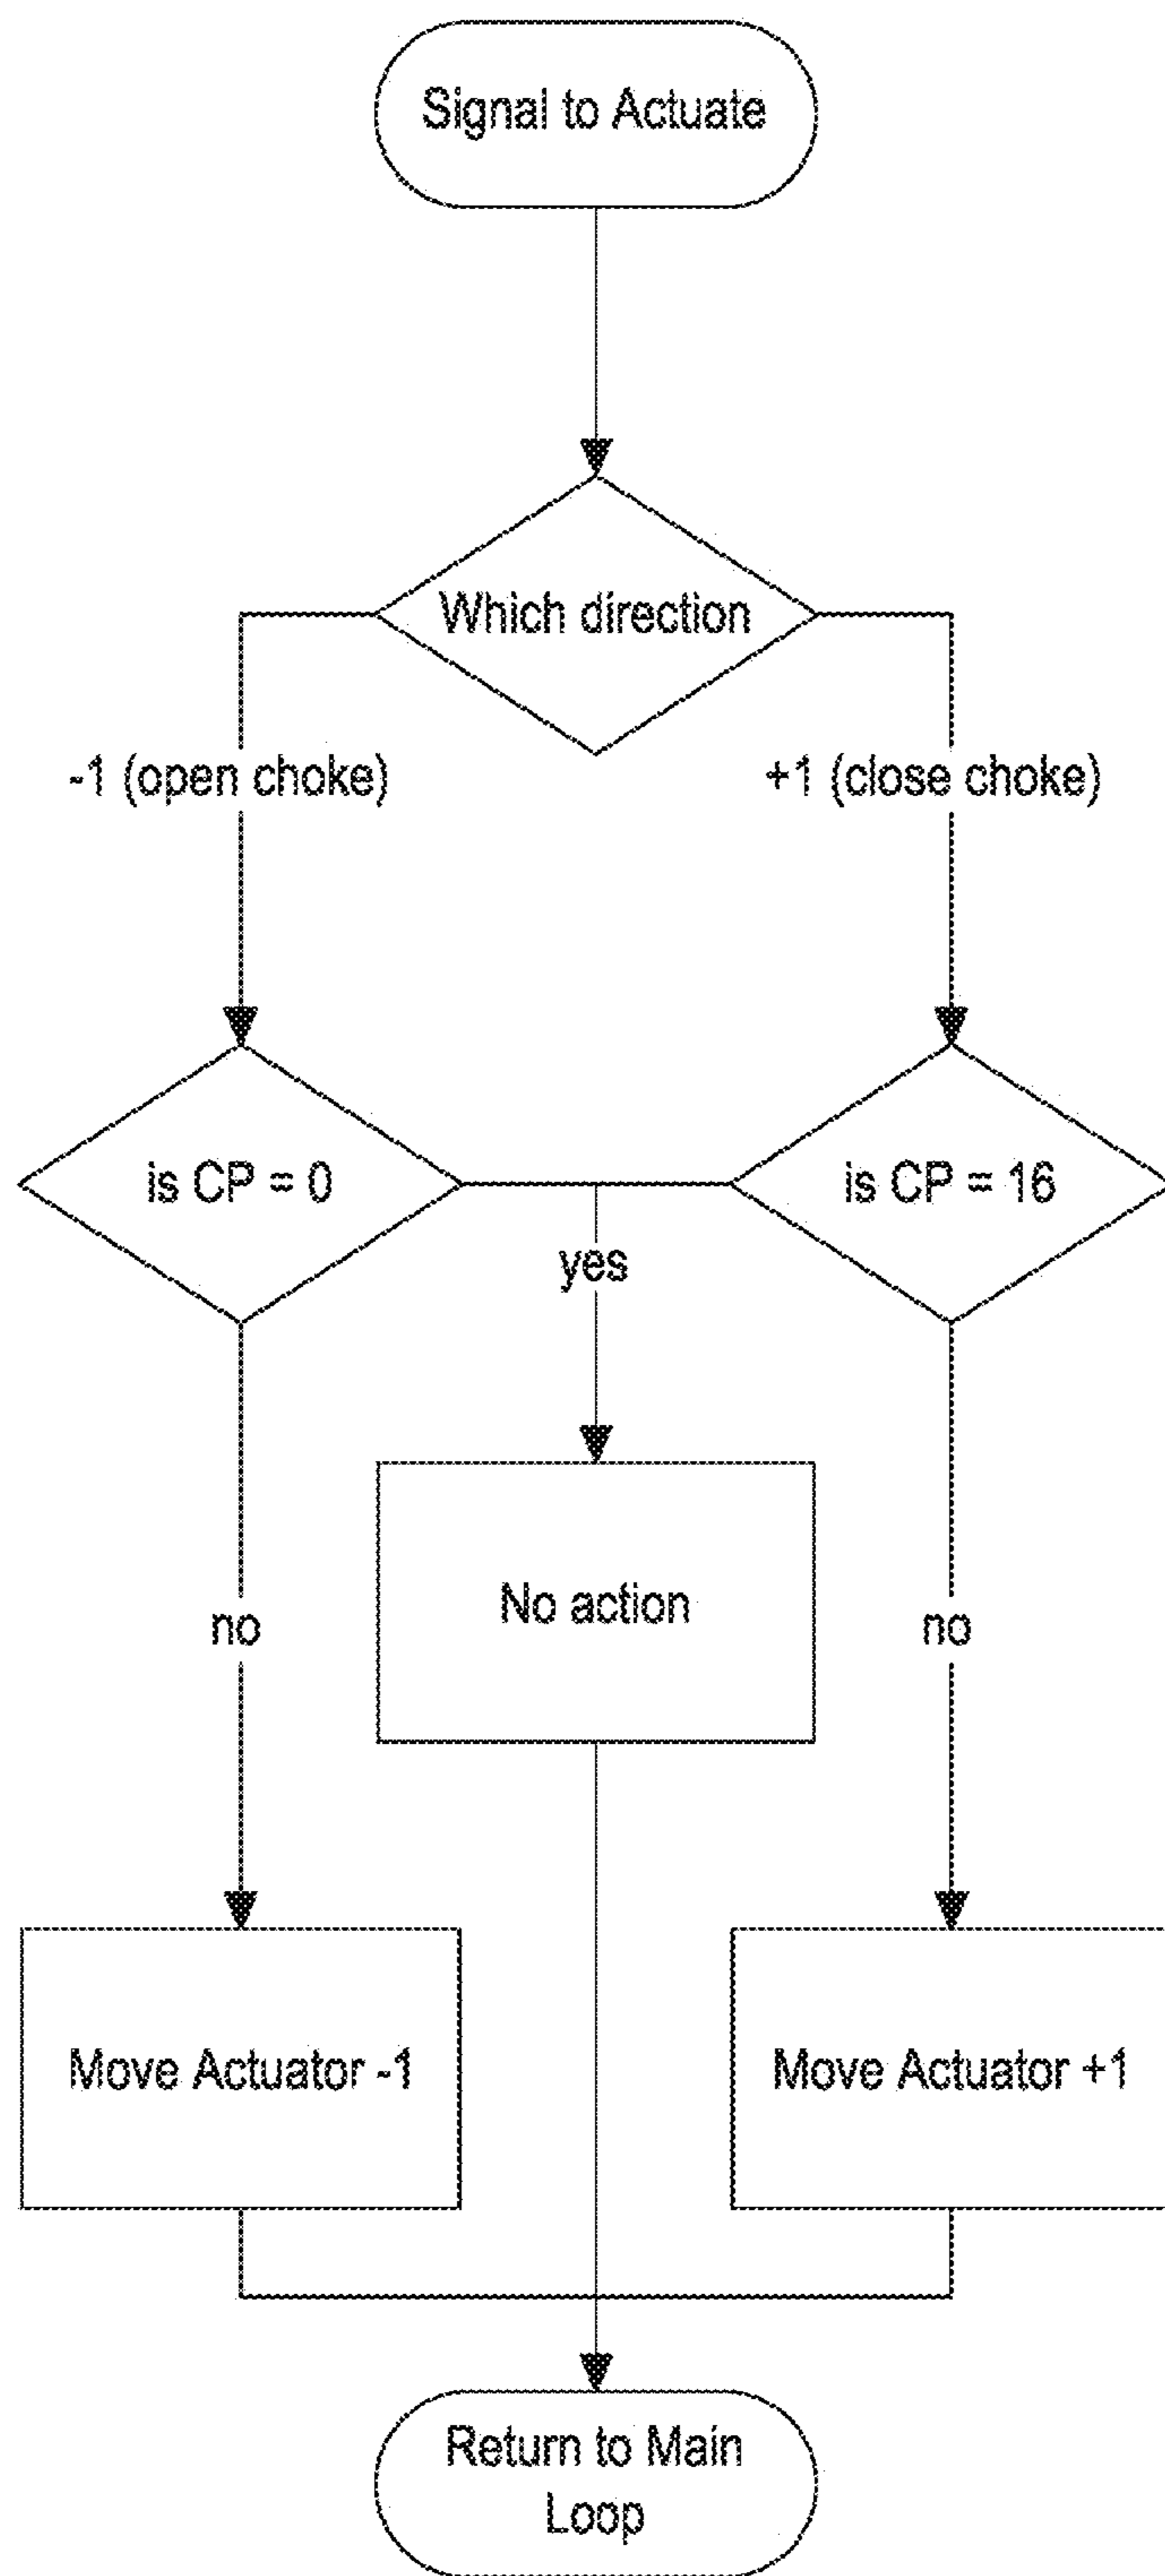 Signal to Actuate
Which direction
-1 (open choke)
+1 (close choke)
is CP = 0
is CP = 16
yes
No action
no
no
Move Actuator -1
Move Actuator +1
Return to Main
Loop